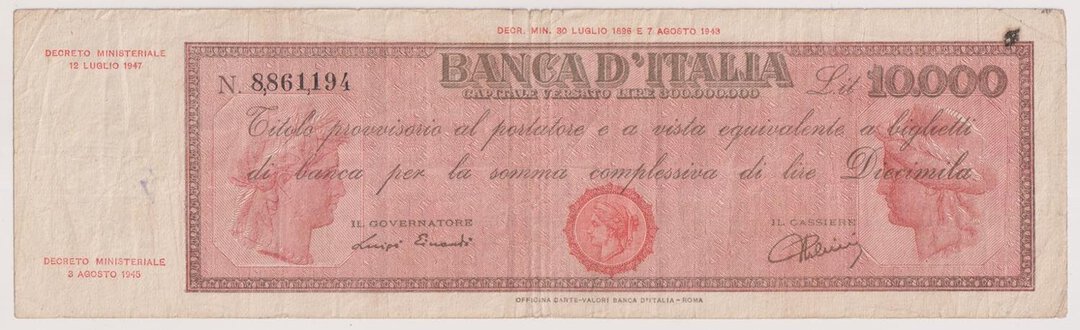 DECR. MIN. 30 LUGLIO 1896 E 7 AGOSTO 1943
DECRETO MINISTERIALE
12 LUGLIO 1947
BANCA D'ITALIA
CAPITALE VERSATO LIRE 300.000.000
N. 8,861,194
Lit 10.000
Titolo provvisorio al portatore e a vista equivalente a biglietti
di banca per la somma complessiva di lire Diecimila
IL GOVERNATORE
Luigi Einaudi
IL CASSIERE
DECRETO MINISTERIALE
3 AGOSTO 1945
OFFICINA CARTE-VALORI BANCA D'ITALIA - ROMA